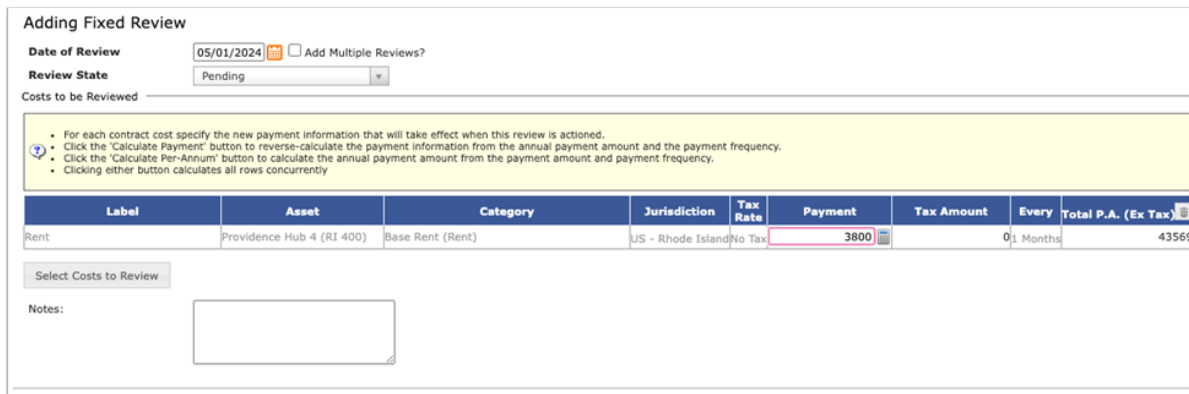 Adding Fixed Review
Date of Review 05/01/2024 Add Multiple Reviews?
Review State Pending
Costs to be Reviewed
• For each contract cost specify the new payment information that will take effect when this review is actioned.
• Click the 'Calculate Payment' button to reverse-calculate the payment information from the annual payment amount and the payment frequency.
• Click the 'Calculate Per-Annum' button to calculate the annual payment amount from the payment amount and payment frequency.
• Clicking either button calculates all rows concurrently
Label Asset Category Jurisdiction Tax Rate Payment Tax Amount Every Total P.A. (Ex Tax)
Rent Providence Hub 4 (RI 400) Base Rent (Rent) US - Rhode Island No Tax 3800 0 1 Months 43569
Select Costs to Review
Notes: